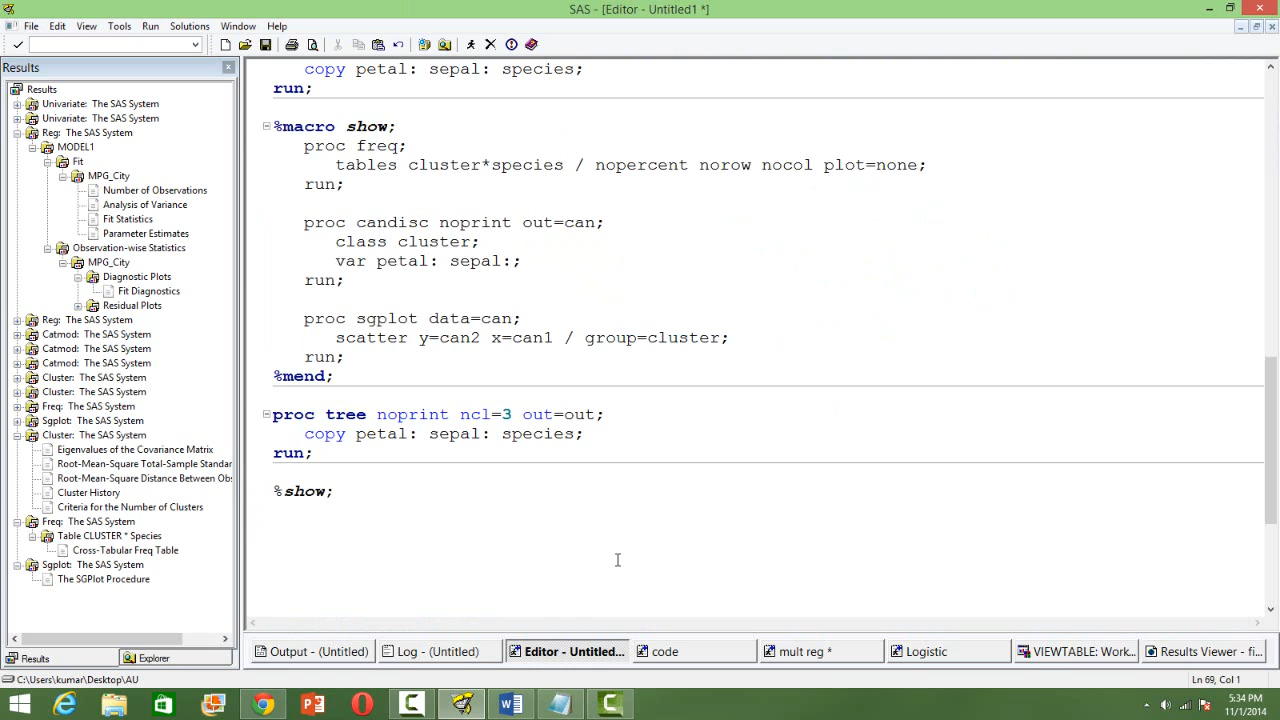 SAS - [Editor - Untitled1 *]
File Edit View Tools Run Solutions Window Help
Results
Results
Univariate: The SAS System
Univariate: The SAS System
Reg: The SAS System
MODEL1
Fit
MPG_City
Number of Observations
Analysis of Variance
Fit Statistics
Parameter Estimates
Observation-wise Statistics
MPG_City
Diagnostic Plots
Fit Diagnostics
Residual Plots
Reg: The SAS System
Catmod: The SAS System
Catmod: The SAS System
Catmod: The SAS System
Cluster: The SAS System
Cluster: The SAS System
Freq: The SAS System
Sgplot: The SAS System
Cluster: The SAS System
Eigenvalues of the Covariance Matrix
Root-Mean-Square Total-Sample Standar
Root-Mean-Square Distance Between Obs
Cluster History
Criteria for the Number of Clusters
Freq: The SAS System
Table CLUSTER * Species
Cross-Tabular Freq Table
Sgplot: The SAS System
The SGPlot Procedure
Results Explorer
copy petal: sepal: species;
run;
%macro show;
proc freq;
tables cluster*species / nopercent norow nocol plot=none;
run;
proc candisc noprint out=can;
class cluster;
var petal: sepal:;
run;
proc sgplot data=can;
scatter y=can2 x=can1 / group=cluster;
run;
%mend;
proc tree noprint ncl=3 out=out;
copy petal: sepal: species;
run;
%show;
Output - (Untitled) Log - (Untitled) Editor - Untitled... code mult reg * Logistic VIEWTABLE: Work... Results Viewer - fi...
C:\Users\kumar\Desktop\AU
Ln 69, Col 1
5:34 PM
11/1/2014